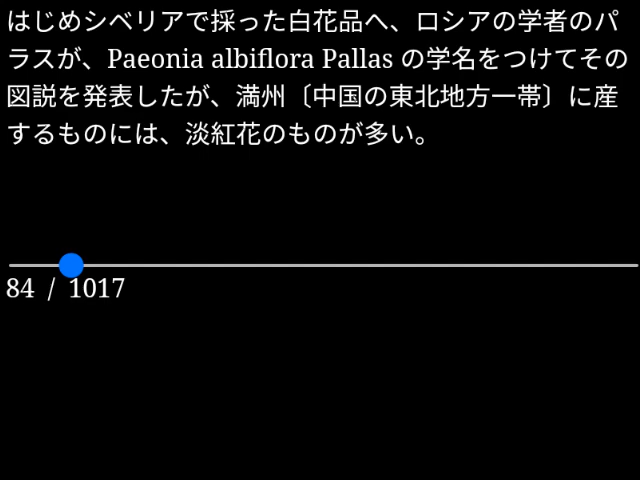 はじめシベリアで採った白花品へ、ロシアの学者のパ
ラスが、Paeonia albiflora Pallas の学名をつけてその
図説を発表したが、満州〔中国の東北地方一帯〕に産
するものには、淡紅花のものが多い。
84 / 1017